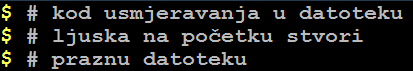 $ # kod usmjeravanja u datoteku
$ # ljuska na početku stvori
$ # praznu datoteku